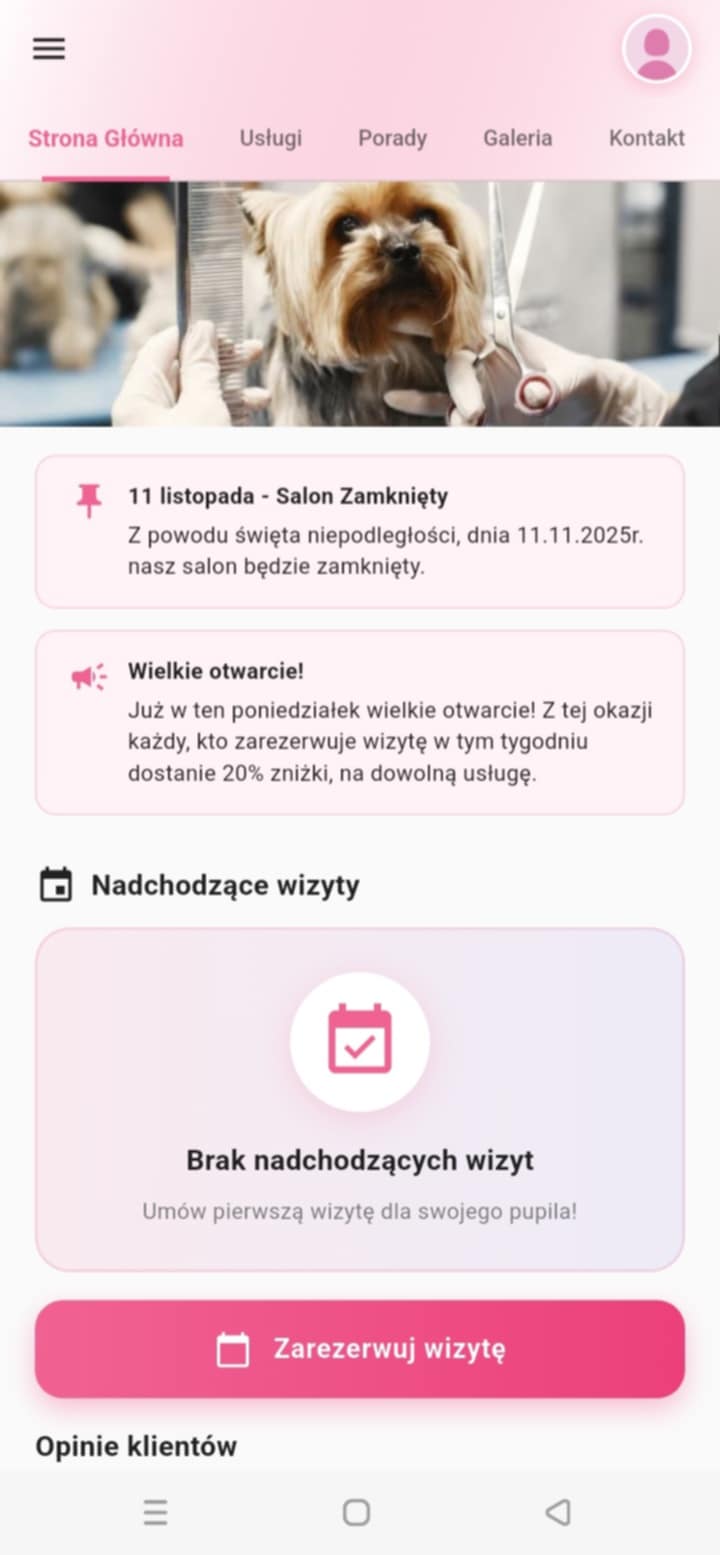 Strona Główna Usługi Porady Galeria Kontakt
11 listopada - Salon Zamknięty
Z powodu święta niepodległości, dnia 11.11.2025r.
nasz salon będzie zamknięty.
Wielkie otwarcie!
Już w ten poniedziałek wielkie otwarcie! Z tej okazji
każdy, kto zarezerwuje wizytę w tym tygodniu
dostanie 20% zniżki, na dowolną usługę.
Nadchodzące wizyty
Brak nadchodzących wizyt
Umów pierwszą wizytę dla swojego pupila!
Zarezerwuj wizytę
Opinie klientów